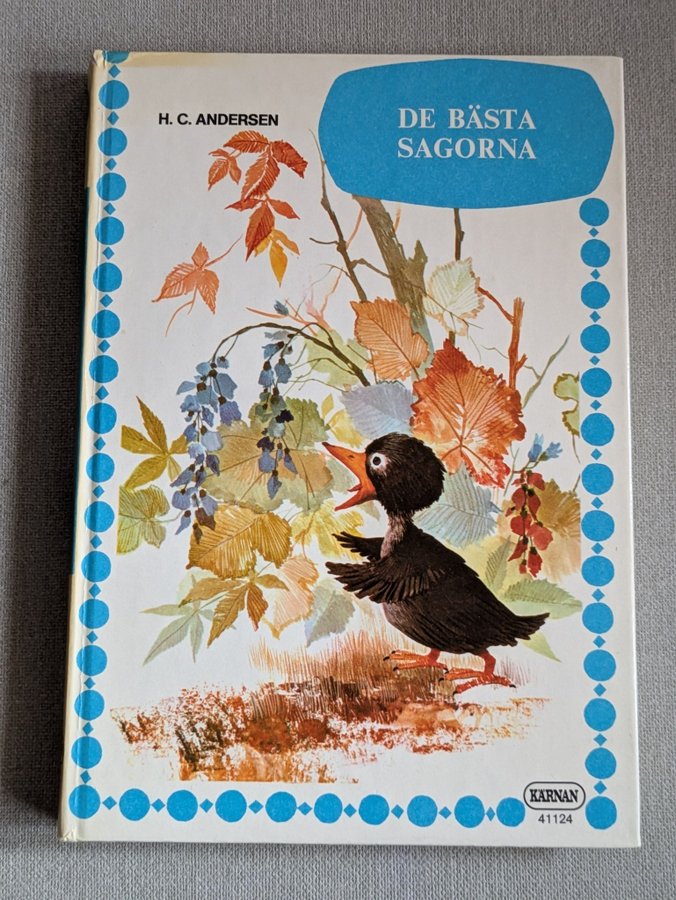 H. C. ANDERSEN
DE BÄSTA
SAGORNA
KÄRNAN
41124